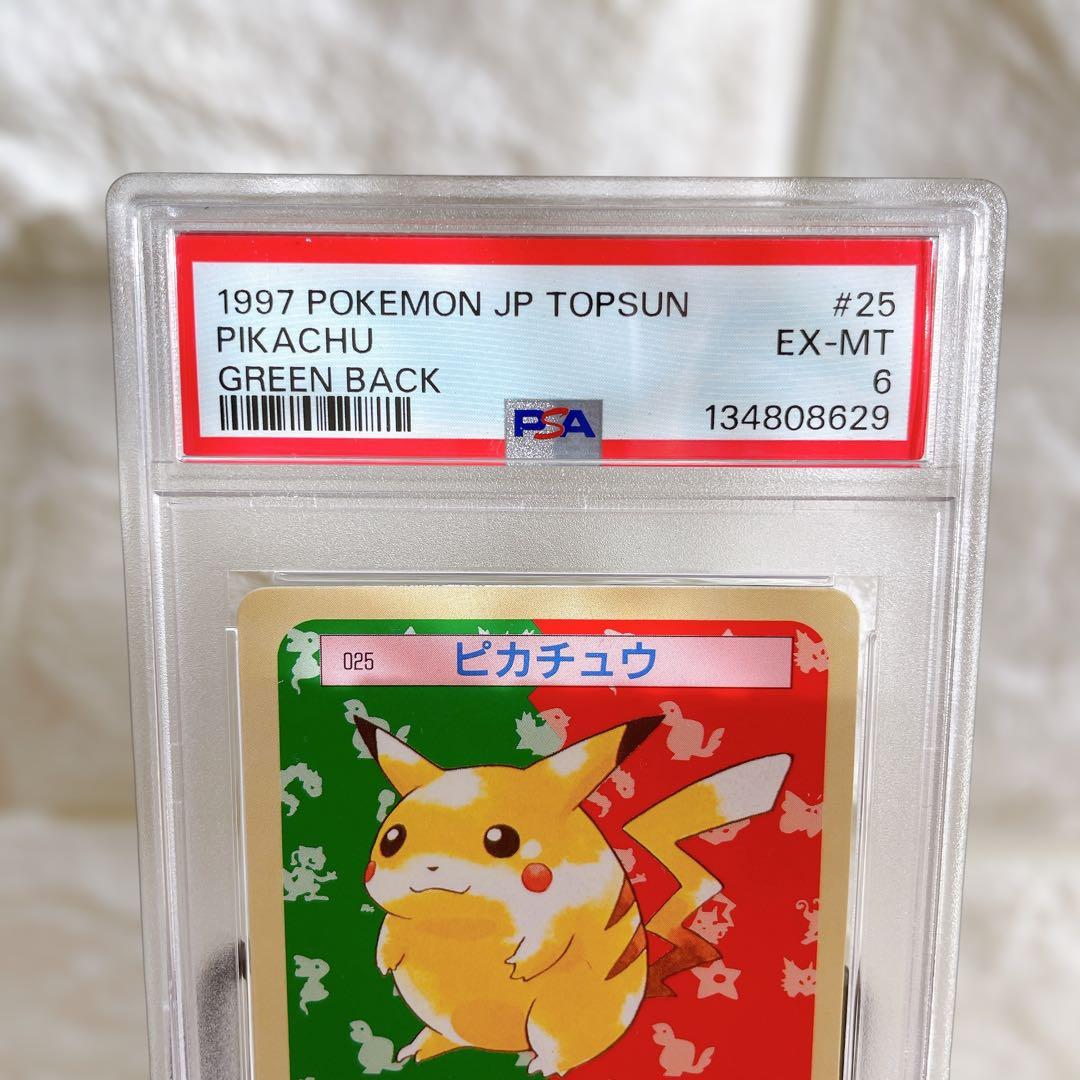 1997 POKEMON JP TOPSUN #25
PIKACHU EX-MT
GREEN BACK 6
PSA 134808629
025 ピカチュウ